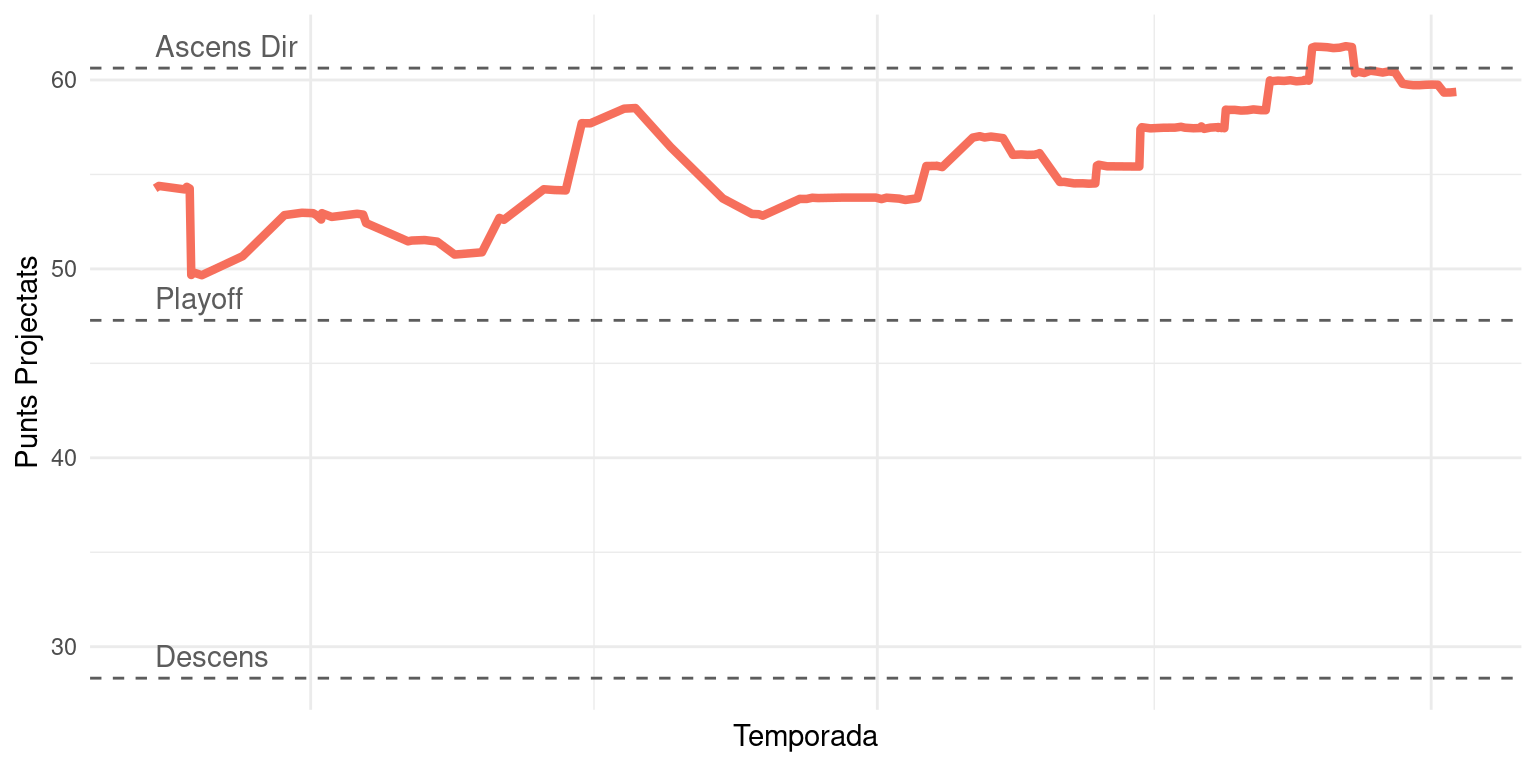 Ascens Dir
60
50
Playoff
40
30
Descens
Punts Projectats
Temporada